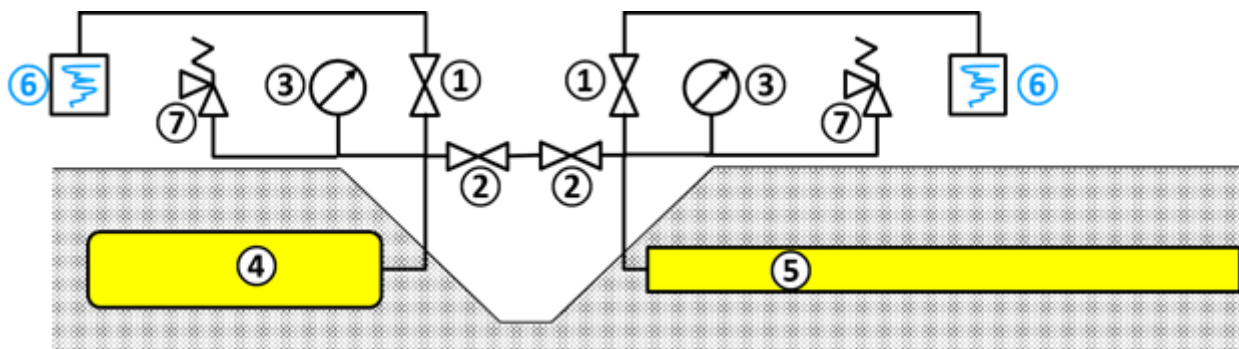 ⑥ ⑦ ③ ① ① ③ ⑦ ⑥
② ②
④ ⑤